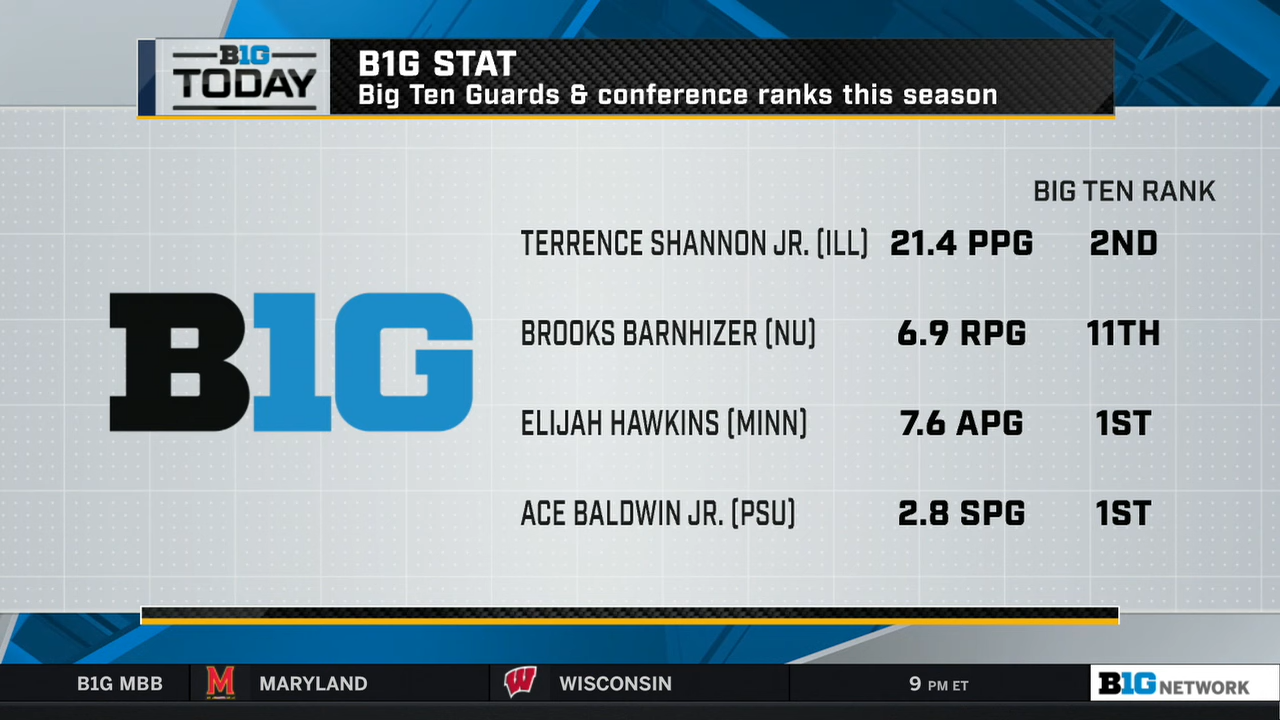 B1G
TODAY
B1G STAT
Big Ten Guards & conference ranks this season
BIG TEN RANK
TERRENCE SHANNON JR. (ILL) 21.4 PPG 2ND
BROOKS BARNHIZER (NU) 6.9 RPG 11TH
B1G
ELIJAH HAWKINS (MINN) 7.6 APG 1ST
ACE BALDWIN JR. (PSU) 2.8 SPG 1ST
B1G MBB M MARYLAND W WISCONSIN 9 PM ET B1G NETWORK